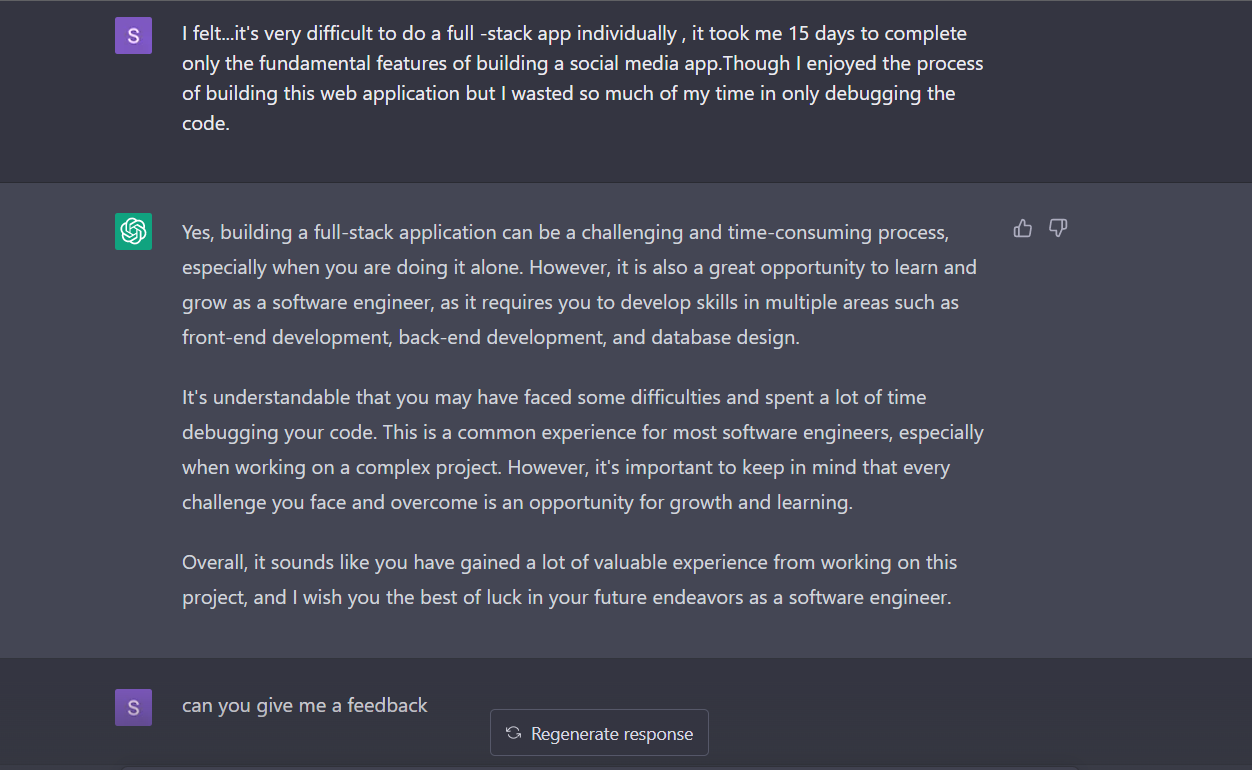 S
I felt...it's very difficult to do a full -stack app individually , it took me 15 days to complete
only the fundamental features of building a social media app.Though I enjoyed the process
of building this web application but I wasted so much of my time in only debugging the
code.
Yes, building a full-stack application can be a challenging and time-consuming process,
especially when you are doing it alone. However, it is also a great opportunity to learn and
grow as a software engineer, as it requires you to develop skills in multiple areas such as
front-end development, back-end development, and database design.
It's understandable that you may have faced some difficulties and spent a lot of time
debugging your code. This is a common experience for most software engineers, especially
when working on a complex project. However, it's important to keep in mind that every
challenge you face and overcome is an opportunity for growth and learning.
Overall, it sounds like you have gained a lot of valuable experience from working on this
project, and I wish you the best of luck in your future endeavors as a software engineer.
S
can you give me a feedback
Regenerate response